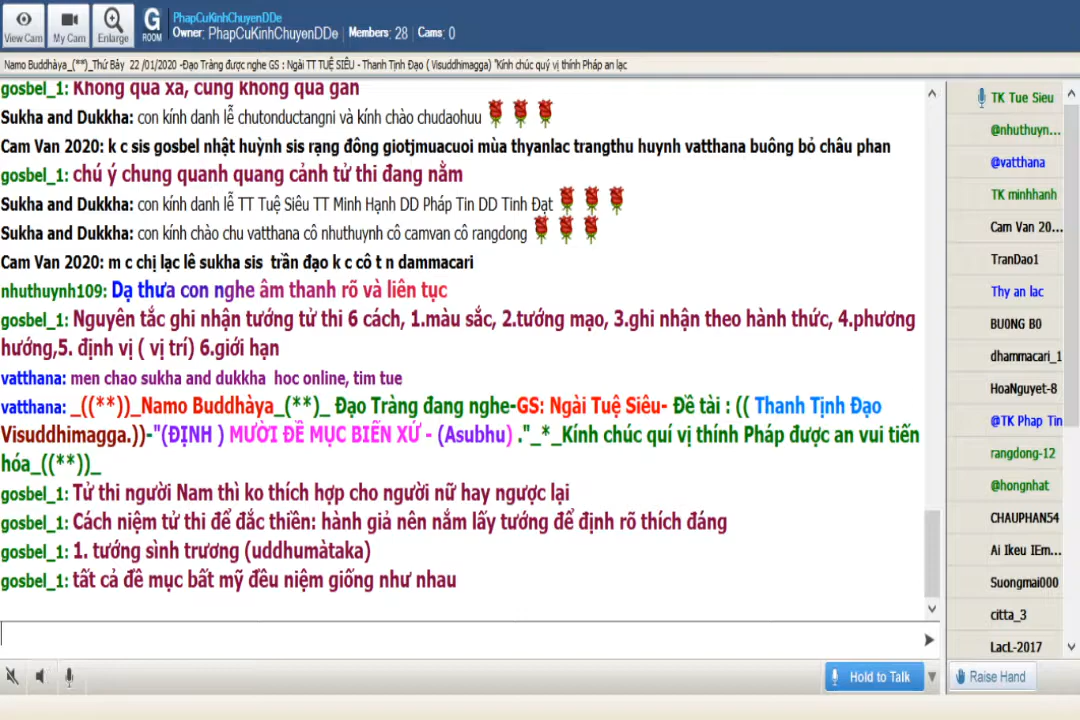 PhapCuKinhChuyenDDe
Owner: PhapCuKinhChuyenDDe | Members: 28 | Cams: 0
View Cam My Cam Enlarge G ROOM
Namo Buddhàya_(**)_Thứ Bảy 22 /01/2020 -Đạo Tràng được nghe GS : Ngài TT TUỆ SIÊU - Thanh Tịnh Đạo ( Visuddhimagga) "Kính chúc quý vị thính Pháp an lạc
gosbel_1: Không quá xa, cũng không quá gần
Sukha and Dukkha: con kính danh lễ chutonductangni và kính chào chudaohuu
Cam Van 2020: k c sis gosbel nhật huỳnh sis rạng đông giotjmuacuoi mùa thyanlac trangthu huynh vatthana buông bỏ châu phan
gosbel_1: chú ý chung quanh quang cảnh tử thi đang nằm
Sukha and Dukkha: con kính danh lễ TT Tuệ Siêu TT Minh Hạnh DD Pháp Tin DD Tinh Đạt
Sukha and Dukkha: con kính chào chu vatthana cô nhuthuynh cô camvan cô rangdong
Cam Van 2020: m c chị lạc lê sukha sis trần đạo k c cô t n dammacari
nhuthuynh109: Dạ thưa con nghe âm thanh rõ và liên tục
gosbel_1: Nguyên tắc ghi nhận tướng tử thi 6 cách, 1.màu sắc, 2.tướng mạo, 3.ghi nhận theo hành thức, 4.phương
hướng,5. định vị ( vị trí) 6.giới hạn
vatthana: men chao sukha and dukkha hoc online, tim tue
vatthana: _((**))_Namo Buddhàya_(**)_ Đạo Tràng đang nghe-GS: Ngài Tuệ Siêu- Đề tài : (( Thanh Tịnh Đạo
Visuddhimagga.))-"(ĐỊNH ) MƯỜI ĐỀ MỤC BIẾN XỨ - (Asubhu) ."_*_Kính chúc quí vị thính Pháp được an vui tiến
hóa_((**))_
gosbel_1: Tử thi người Nam thì ko thích hợp cho người nữ hay ngược lại
gosbel_1: Cách niệm tử thi để đắc thiền: hành giả nên nắm lấy tướng để định rõ thích đáng
gosbel_1: 1. tướng sình trương (uddhumàtaka)
gosbel_1: tất cả đề mục bất mỹ đều niệm giống như nhau
TK Tue Sieu
@nhuthuyn...
@vatthana
TK minhhanh
Cam Van 20...
TranDao1
Thy an lac
BUONG BO
dhammacari_1
HoaNguyet-8
@TK Phap Tin
rangdong-12
@hongnhat
CHAUPHAN54
Ai Ikeu IEm...
Suongmai000
citta_3
LacL-2017
Hold to Talk
Raise Hand